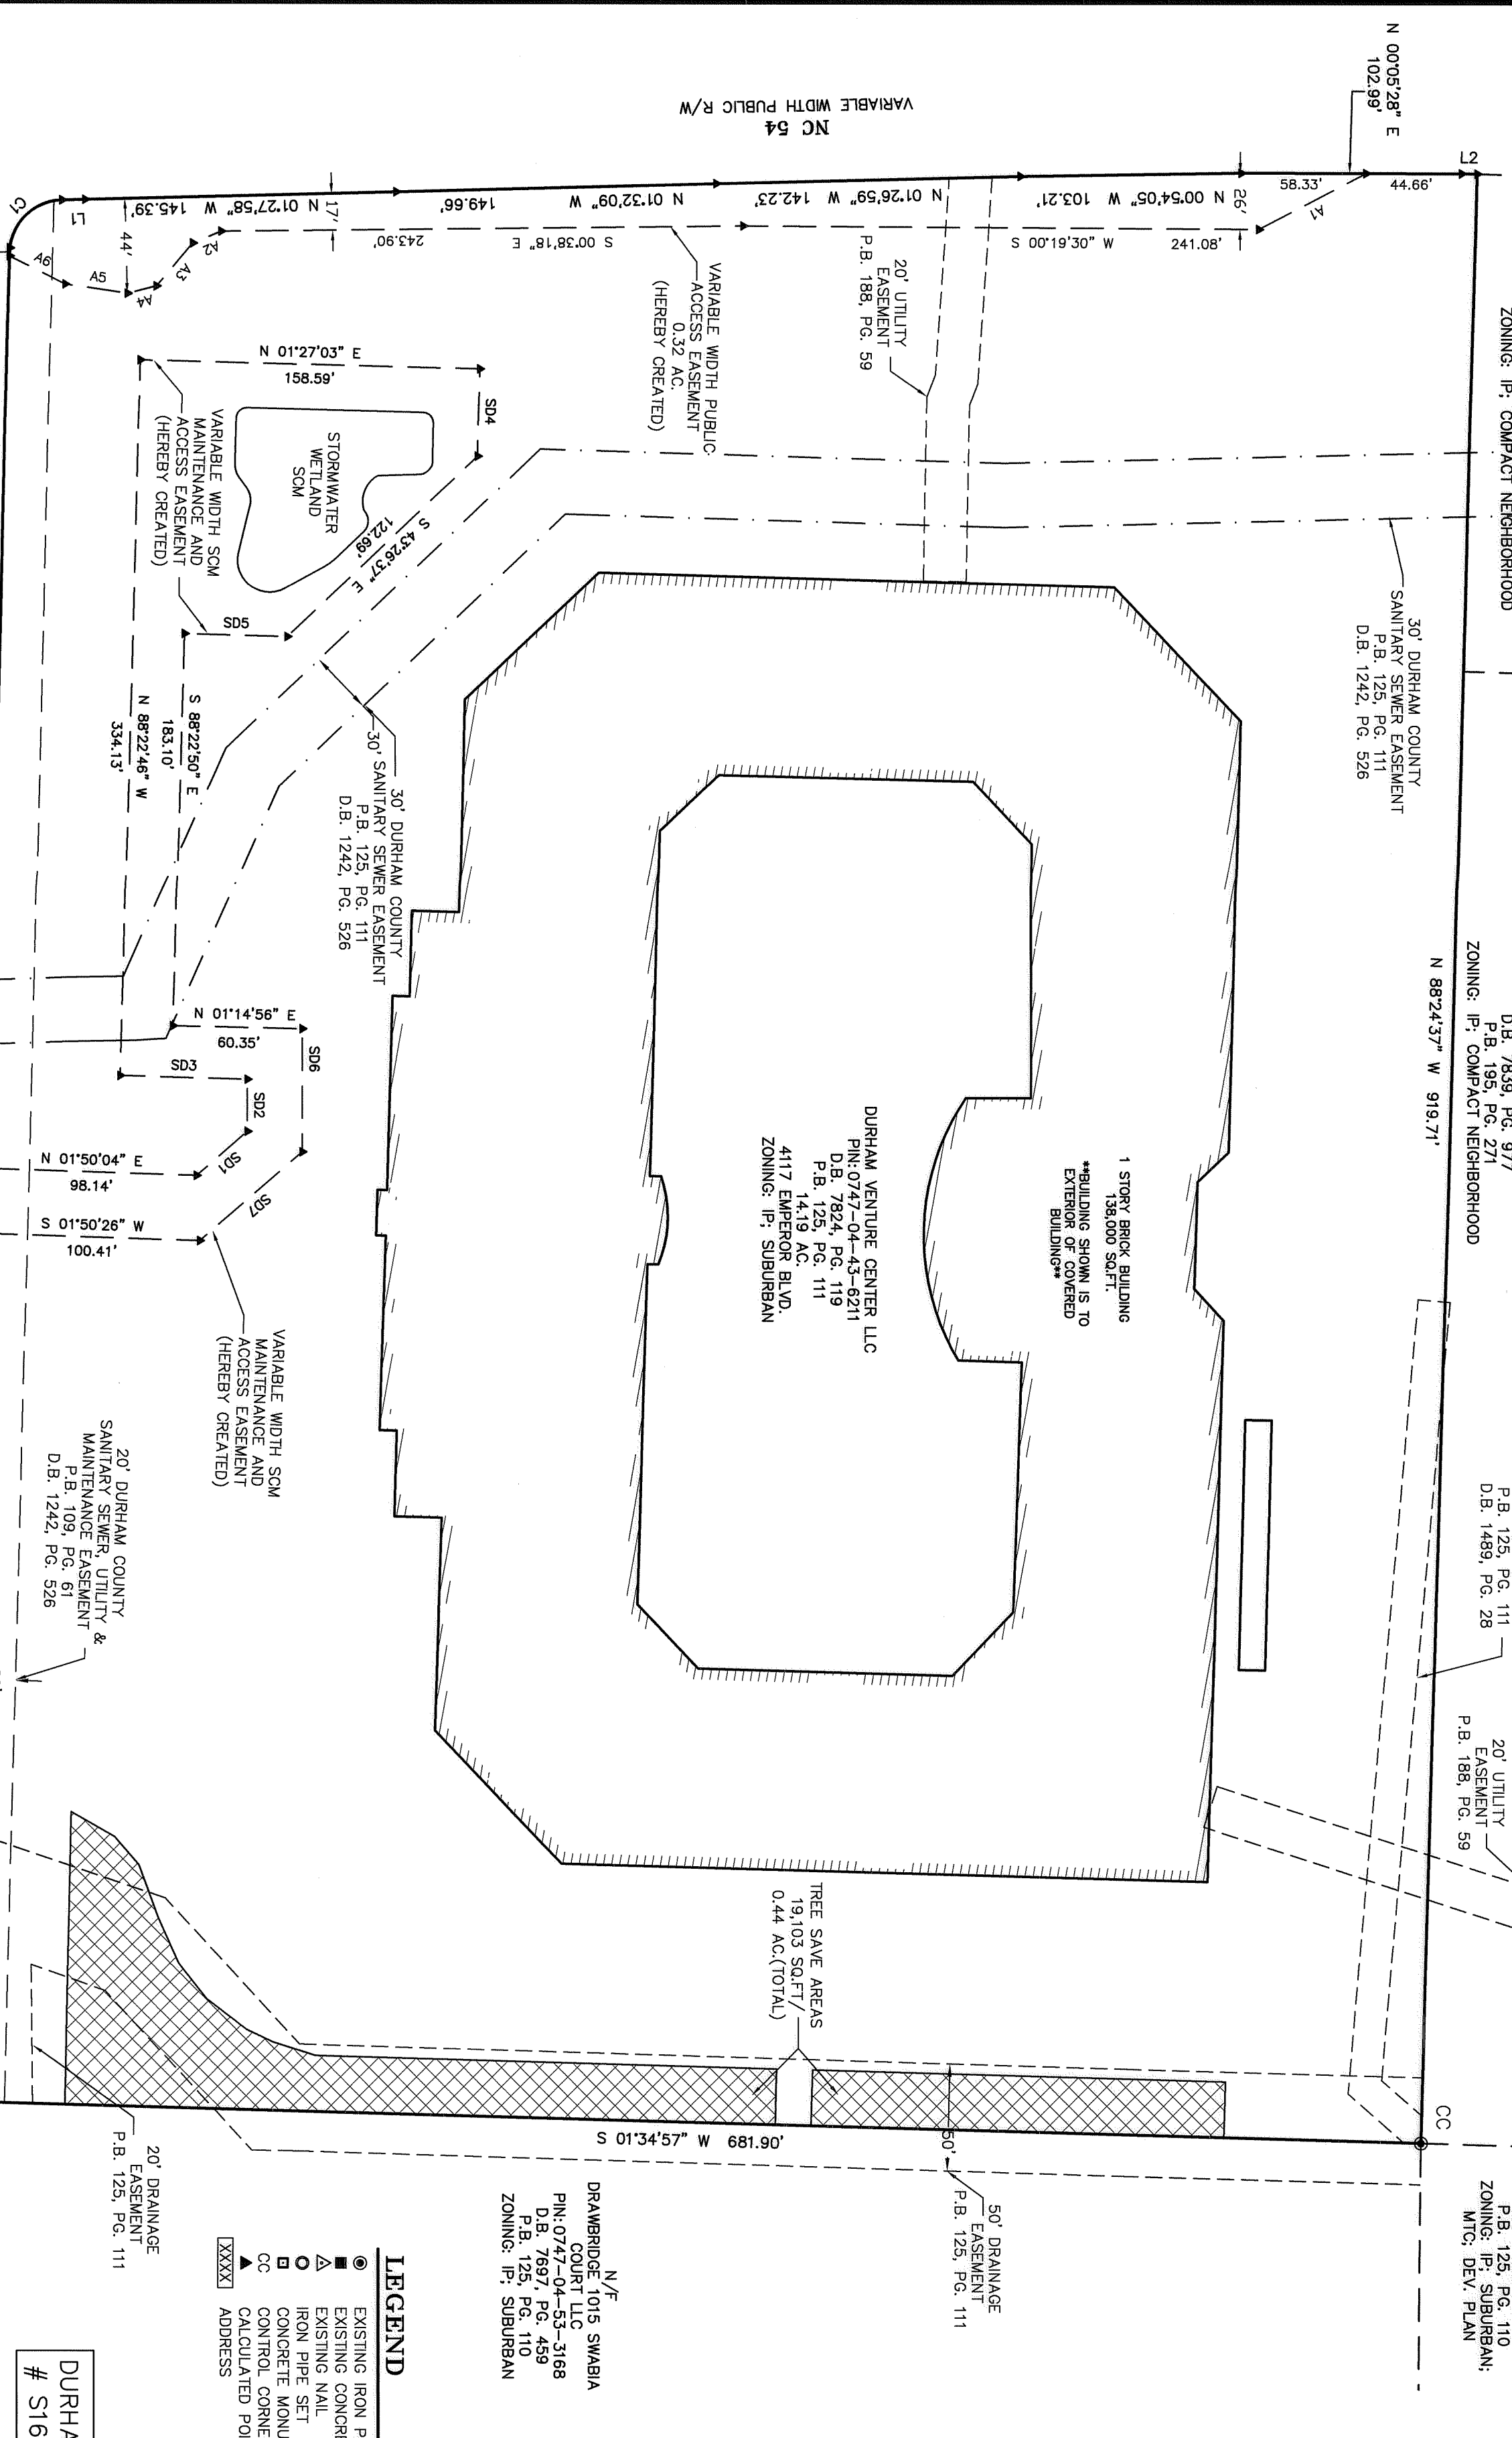 N 00°05'28" E
102.99'
NC 54
VARIABLE WIDTH PUBLIC R/W
L2
44.66'
58.33'
A1
26'
N 00°54'05" W 103.21'
S 00°19'30" W 241.08'
N 01°26'59" W 142.23'
N 01°32'09" W 149.66'
S 00°38'18" E 243.90'
17'
N 01°27'58" W 145.39'
L1
C1
44'
A2
A3
A4
A5
A6
ZONING: IP; COMPACT NEIGHBORHOOD
20' UTILITY
EASEMENT
P.B. 188, PG. 59
VARIABLE WIDTH PUBLIC
ACCESS EASEMENT
0.32 AC.
(HEREBY CREATED)
N 01°27'03" E
158.59'
SD4
STORMWATER
WETLAND
SCM
VARIABLE WIDTH SCM
MAINTENANCE AND
ACCESS EASEMENT
(HEREBY CREATED)
S 43°26'37" E
122.69'
SD5
S 88°22'50" E
183.10'
N 88°22'46" W
334.13'
30' DURHAM COUNTY
SANITARY SEWER EASEMENT
P.B. 125, PG. 111
D.B. 1242, PG. 526
30' DURHAM COUNTY
30' SANITARY SEWER EASEMENT
P.B. 125, PG. 111
D.B. 1242, PG. 526
D.B. 7839, PG. 977
P.B. 195, PG. 271
ZONING: IP; COMPACT NEIGHBORHOOD
N 88°24'37" W 919.71'
N 01°14'56" E
60.35'
SD6
SD3
SD2
SD1
SD7
N 01°50'04" E
98.14'
S 01°50'26" W
100.41'
1 STORY BRICK BUILDING
138,000 SQ.FT.
**BUILDING SHOWN IS TO
EXTERIOR OF COVERED
BUILDING**
DURHAM VENTURE CENTER LLC
PIN:0747-04-43-6211
D.B. 7824, PG. 119
P.B. 125, PG. 111
14.19 AC.
4117 EMPEROR BLVD.
ZONING: IP; SUBURBAN
VARIABLE WIDTH SCM
MAINTENANCE AND
ACCESS EASEMENT
(HEREBY CREATED)
20' DURHAM COUNTY
SANITARY SEWER, UTILITY &
MAINTENANCE EASEMENT
P.B. 109, PG. 61
D.B. 1242, PG. 526
P.B. 125, PG. 111
D.B. 1489, PG. 28
20' UTILITY
EASEMENT
P.B. 188, PG. 59
TREE SAVE AREAS
19,103 SQ.FT/
0.44 AC.(TOTAL)
CC
S 01°34'57" W 681.90'
50'
50' DRAINAGE
EASEMENT
P.B. 125, PG. 111
20' DRAINAGE
EASEMENT
P.B. 125, PG. 111
P.B. 125, PG. 110
ZONING: IP; SUBURBAN;
MTC; DEV. PLAN
N/F
DRAWBRIDGE 1015 SWABIA
COURT LLC
PIN:0747-04-53-3168
D.B. 7697, PG. 459
P.B. 125, PG. 110
ZONING: IP; SUBURBAN
LEGEND
EXISTING IRON P
EXISTING CONCRE
EXISTING NAIL
IRON PIPE SET
CONCRETE MONU
CC CONTROL CORNE
CALCULATED POI
XXXX ADDRESS
DURHA
# S16